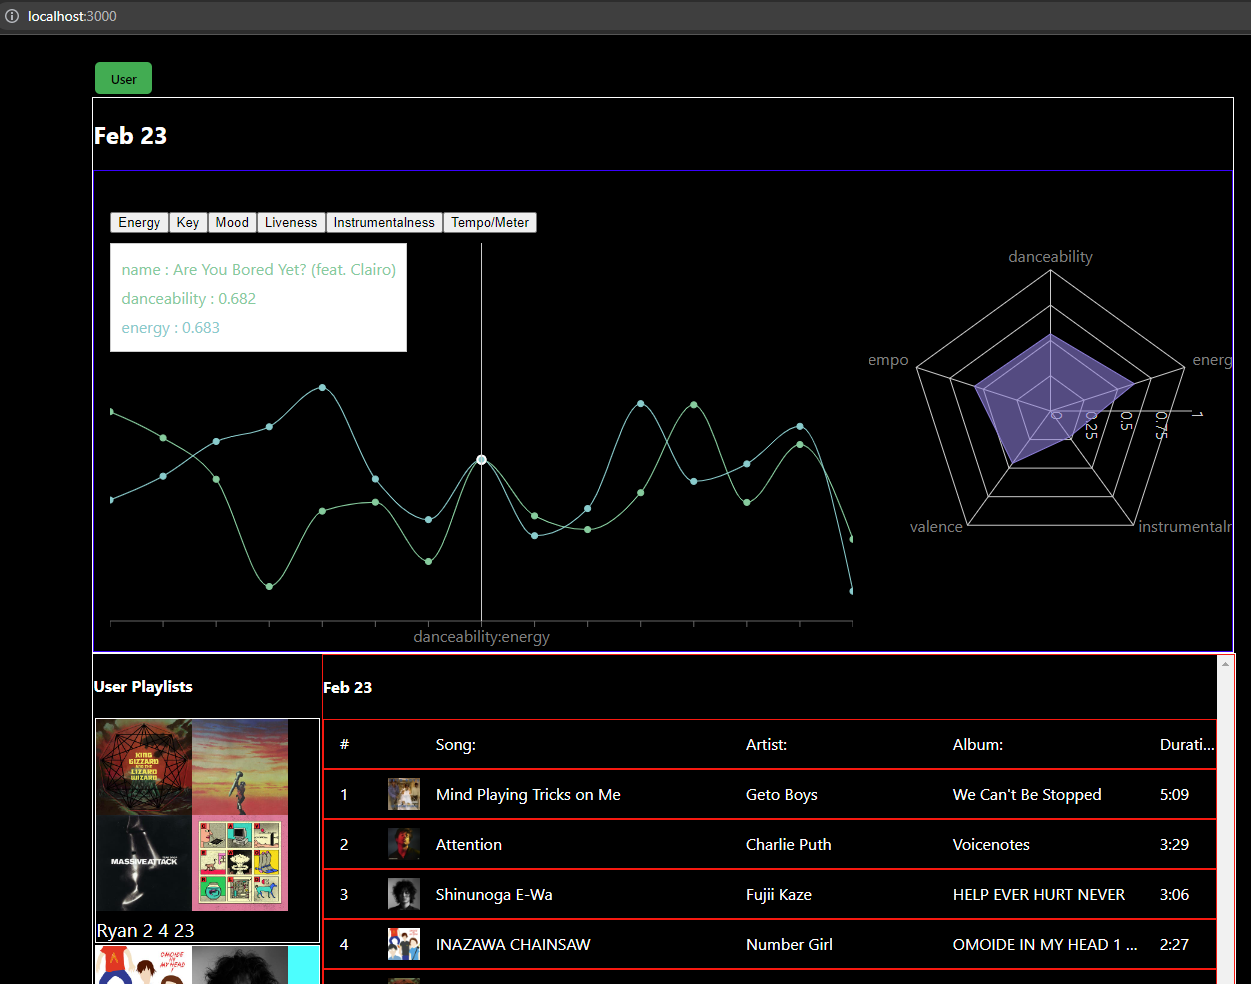 localhost:3000
User
Feb 23
Energy Key Mood Liveness Instrumentalness Tempo/Meter
name : Are You Bored Yet? (feat. Clairo)
danceability : 0.682
energy : 0.683
danceability:energy
danceability
empo
energ
0 0.25 0.5 0.75 1
valence
instrumentalr
User Playlists
KING
GIZZARD
AND THE
LIZARD
WIZARD
MASSIVE ATTACK
Ryan 2 4 23
OMOIDE
IN MY
HEAD
Feb 23
# Song: Artist: Album: Durati...
1 Mind Playing Tricks on Me Geto Boys We Can't Be Stopped 5:09
2 Attention Charlie Puth Voicenotes 3:29
3 Shinunoga E-Wa Fujii Kaze HELP EVER HURT NEVER 3:06
4 INAZAWA CHAINSAW Number Girl OMOIDE IN MY HEAD 1 ... 2:27